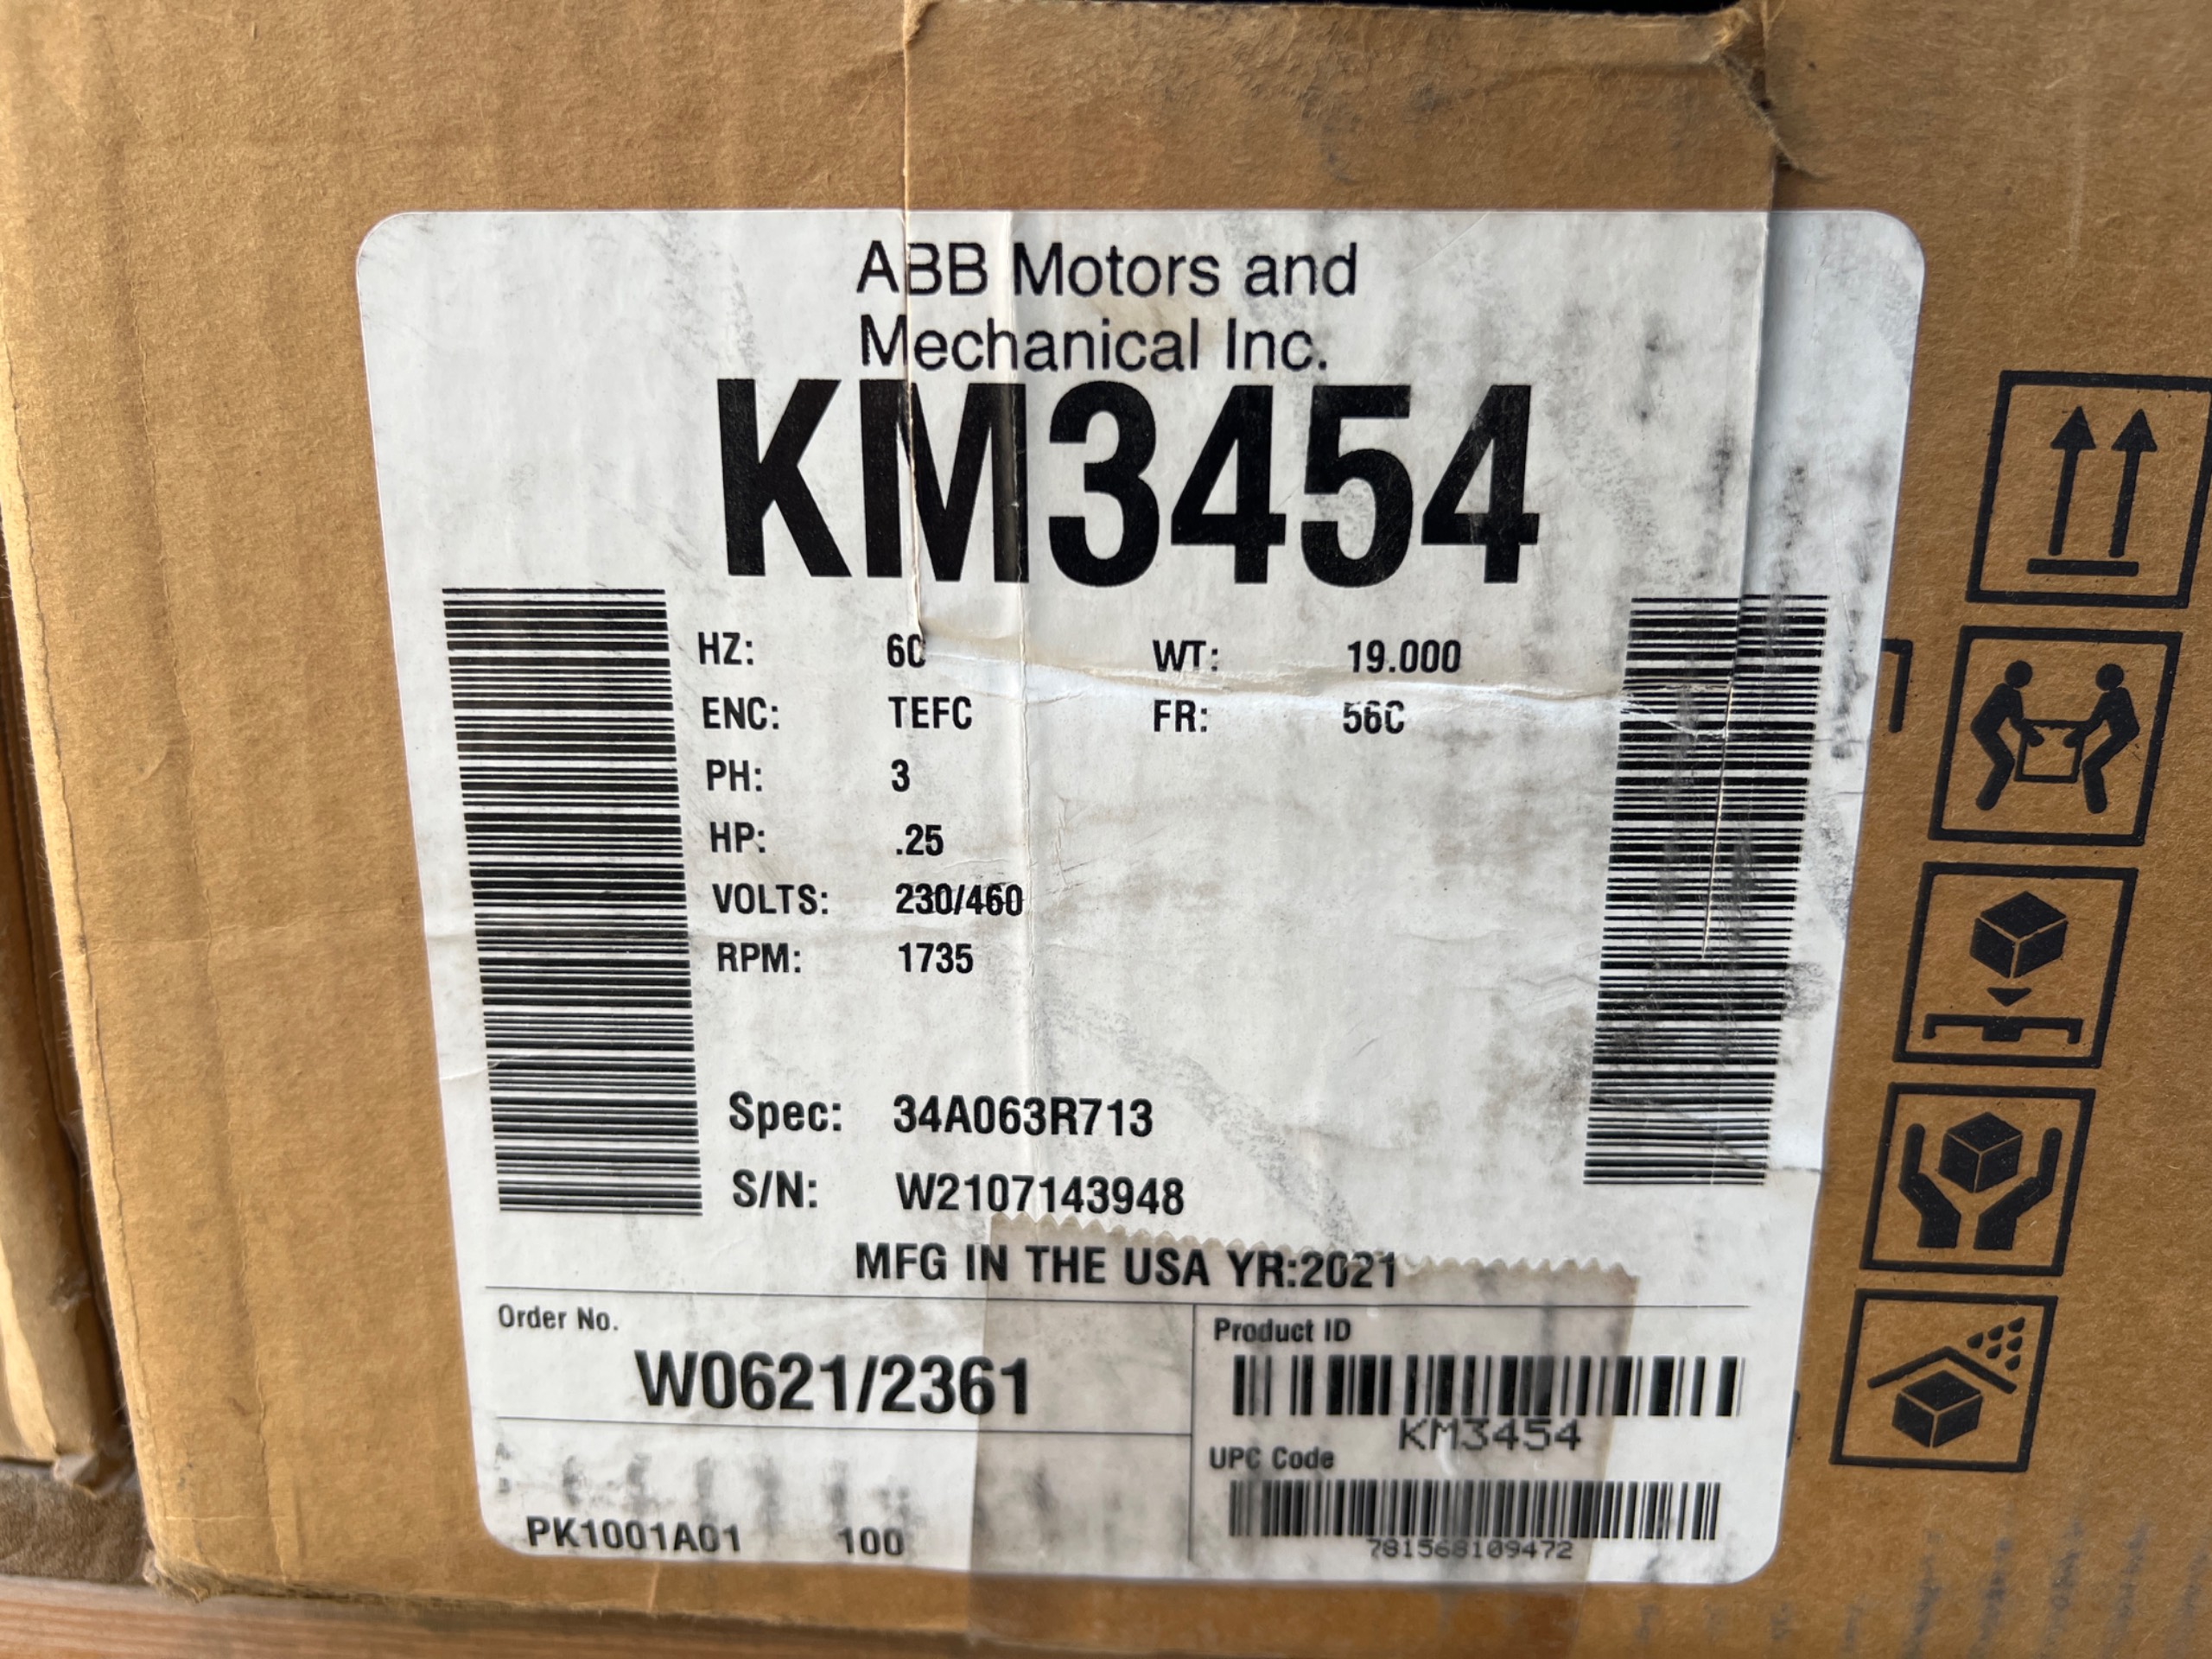 ABB Motors and
Mechanical Inc.
KM3454
HZ: 60 WT: 19.000
ENC: TEFC FR: 56C
PH: 3
HP: .25
VOLTS: 230/460
RPM: 1735
Spec: 34A063R713
S/N: W2107143948
MFG IN THE USA YR:2021
Order No.
W0621/2361
Product ID
KM3454
UPC Code
781568109472
PK1001A01 100